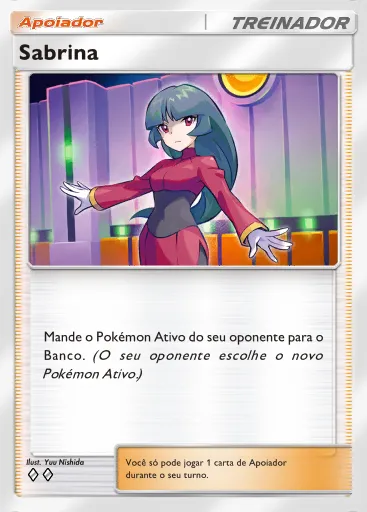 Apoiador
TREINADOR
Sabrina
Mande o Pokémon Ativo do seu oponente para o
Banco. (O seu oponente escolhe o novo
Pokémon Ativo.)
Ilust. Yuu Nishida
Você só pode jogar 1 carta de Apoiador
durante o seu turno.